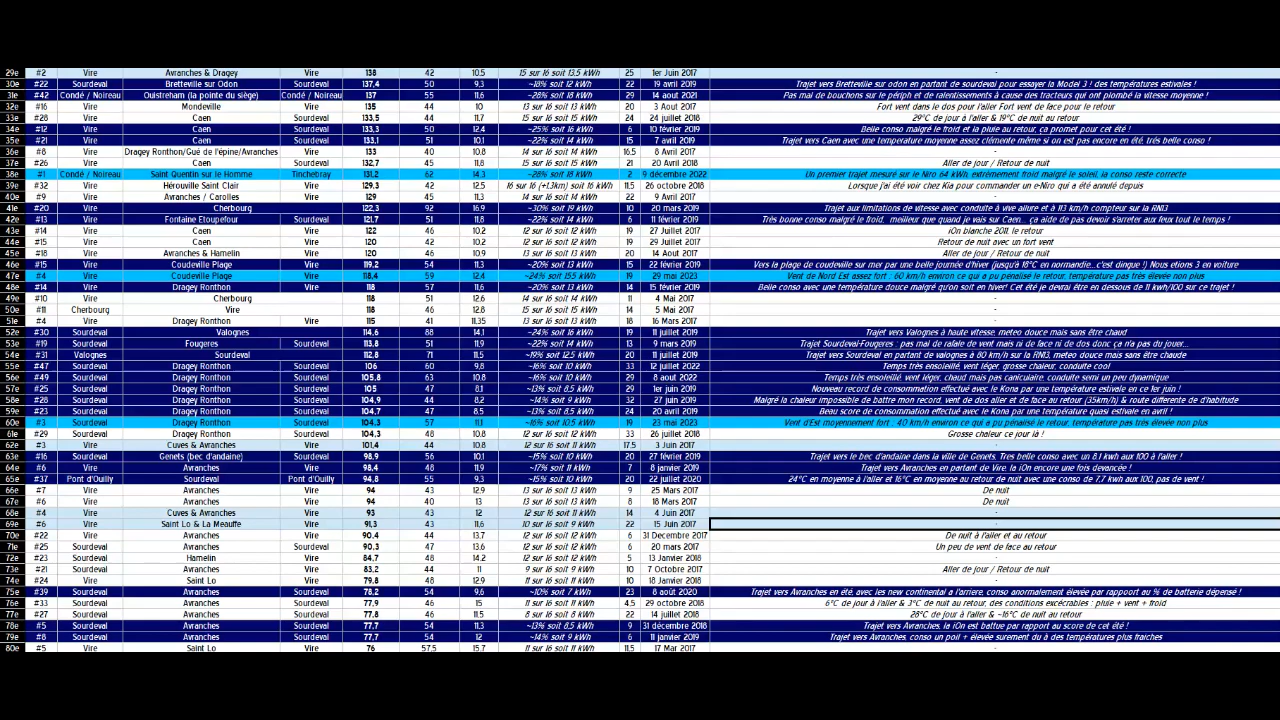 29e #2 Vire Avranches & Dragey Vire 138 42 10.5 15 sur 16 soit 13.5 kWh 25 1er Juin 2017 -
30e #22 Sourdeval Bretteville sur Odon Sourdeval 137,4 50 9,3 ~18% soit 12 kWh 22 19 avril 2019 Trajet vers Bretteville sur odon en partant de sourdeval pour essayer la Model 3 ! des températures estivales !
31e #42 Condé / Noireau Ouistreham (la pointe du siège) Condé / Noireau 137 55 11,6 ~28% soit 18 kWh 21 14 aout 2021 Pas mal de bouchons sur le périph et de ralentissements à cause des tracteurs qui ont plombé la vitesse moyenne !
32e #16 Vire Mondeville Vire 135 44 10 13 sur 16 soit 13 kWh 20 3 Aout 2017 Fort vent dans le dos pour l'aller Fort vent de face pour le retour
33e #28 Vire Caen Sourdeval 133,5 44 11.7 15 sur 16 soit 15 kWh 24 24 juillet 2018 29°C de jour à l'aller & 19°C de nuit au retour
34e #12 Sourdeval Caen Sourdeval 133,3 50 12.4 ~25% soit 16 kWh 6 10 février 2019 Belle conso malgré le froid et la pluie au retour, ça promet pour cet été !
35e #21 Sourdeval Caen Sourdeval 133,1 51 10,1 ~22% soit 14 kWh 15 7 avril 2019 Trajet vers Caen avec une température moyenne assez clémente même si on est pas encore en été, très belle conso !
36e #8 Vire Dragey Ronthon/Gué de l'épine/Avranches Vire 133 40 10.8 14 sur 16 soit 14 kWh 16.5 8 Avril 2017 -
37e #26 Vire Caen Sourdeval 132,7 45 11,8 15 sur 16 soit 15 kWh 21 20 Avril 2018 Aller de jour / Retour de nuit
38e #1 Condé / Noireau Saint Quentin sur le Homme Tinchebray 131,2 62 14,3 ~28% soit 18 kWh 2 9 décembre 2022 Un premier trajet mesuré sur le Niro 64 kWh, extrêmement froid malgré le soleil, la conso reste correcte
39e #32 Vire Hérouville Saint Clair Vire 129.3 42 12,5 16 sur 16 (+1.3km) soit 16 kWh 11,5 26 octobre 2018 Lorsque j'ai été voir chez Kia pour commander un e-Niro qui a été annulé depuis
40e #9 Vire Avranches / Carolles Vire 129 45 11.3 14 sur 16 soit 14 kWh 22 9 Avril 2017
41e #20 Sourdeval Cherbourg 122,3 92 16,9 ~30% soit 19 kWh 10 20 mars 2019 Trajet aux limitations de vitesse avec conduite à vive allure et à 113 km/h compteur sur la RN13
42e #13 Sourdeval Fontaine Etoupefour Sourdeval 121,7 51 11,8 ~22% soit 14 kWh 6 11 février 2019 Très bonne conso malgré le froid, meilleur que quand je vais sur Caen... ça aide de pas devoir s'arreter aux feux tout le temps !
43e #14 Vire Caen Vire 122 46 10.2 12 sur 16 soit 12 kWh 19 27 Juillet 2017 iOn blanche 2011, le retour
44e #15 Vire Caen Vire 120 42 10.2 12 sur 16 soit 12 kWh 19 29 Juillet 2017 Retour de nuit avec un fort vent
45e #18 Vire Avranches & Hamelin Vire 120 46 10.9 13 sur 16 soit 13 kWh 20 14 Aout 2017 Aller de jour / Retour de nuit
46e #15 Sourdeval Coudeville Plage Sourdeval 119,2 54 11,3 ~20% soit 13 kWh 15 22 février 2019 Vers la plage de coudeville sur mer par une belle journée d'hiver (jusqu'à 18°C en normandie...c'est dingue !) Nous etions 3 en voiture
47e #4 Sourdeval Coudeville Plage Sourdeval 118,4 59 12.4 ~24% soit 15.5 kWh 19 29 mai 2023 Vent de Nord Est assez fort : 60 km/h environ ce qui a pu pénalisé le retour, température pas très élevée non plus
48e #14 Sourdeval Dragey Ronthon Sourdeval 118 57 11,6 ~20% soit 13 kWh 15 15 février 2019 Belle conso avec une température douce malgré qu'on soit en hiver! Cet été je devrai être en dessous de 11 kwh/100 sur ce trajet !
49e #10 Vire Cherbourg 118 51 12.6 14 sur 16 soit 14 kWh 11 4 Mai 2017 -
50e #11 Cherbourg Vire 118 46 12.8 15 sur 16 soit 15 kWh 14 5 Mai 2017 -
51e #4 Vire Dragey Ronthon Vire 115 41 11.35 13 sur 16 soit 13 kWh 18 16 Mars 2017 -
52e #30 Sourdeval Valognes 114,6 88 14.1 ~24% soit 16 kWh 19 11 juillet 2019 Trajet vers Valognes à haute vitesse, meteo douce mais sans être chaud
53e #19 Sourdeval Fougeres Sourdeval 113,8 51 11,9 ~22% soit 14 kWh 13 9 mars 2019 Trajet Sourdeval-Fougeres : pas mal de rafale de vent mais ni de face ni de dos donc ça n'a pas du jouer...
54e #31 Valognes Sourdeval 112,8 71 11,5 ~19% soit 12.5 kWh 20 11 juillet 2019 Trajet vers Sourdeval en partant de valognes à 80 km/h sur la RN13, meteo douce mais sans être chaude
55e #47 Sourdeval Dragey Ronthon Sourdeval 106 60 9,8 ~16% soit 10 kWh 33 12 juillet 2022 Temps très ensoleillé, vent léger, grosse chaleur, conduite cool
56e #49 Sourdeval Dragey Ronthon Sourdeval 105,8 63 10,8 ~16% soit 10 kWh 29 8 aout 2022 Temps très ensoleillé, vent léger, chaud mais pas caniculaire, conduite semi un peu dynamique
57e #25 Sourdeval Dragey Ronthon Sourdeval 105 47 8,1 ~13% soit 8,5 kWh 29 1er juin 2019 Nouveau record de consommation effectué avec le Kona par une température estivale en ce 1er juin !
58e #28 Sourdeval Dragey Ronthon Sourdeval 104,9 44 8,2 ~14% soit 9 kWh 32 27 juin 2019 Malgré la chaleur impossible de battre mon record, vent de dos aller et de face au retour (35km/h) & route différente de d'habitude
59e #23 Sourdeval Dragey Ronthon Sourdeval 104,7 47 8,5 ~13% soit 8,5 kWh 24 20 avril 2019 Beau score de consommation effectué avec le Kona par une température quasi estivale en avril !
60e #3 Sourdeval Dragey Ronthon Sourdeval 104,3 57 11,1 ~16% soit 10,5 kWh 19 23 mai 2023 Vent d'Est moyennement fort : 40 km/h environ ce qui a pu pénalisé le retour, température pas très élevée non plus
61e #29 Sourdeval Dragey Ronthon Sourdeval 104,3 48 10,8 12 sur 16 soit 12 kWh 33 26 juillet 2018 Grosse chaleur ce jour là !
62e #3 Vire Cuves & Avranches Vire 101,4 44 10.8 12 sur 16 soit 11 kWh 17.5 3 Juin 2017 -
63e #16 Sourdeval Genets (bec d'andaine) Sourdeval 98,9 56 10,1 ~15% soit 10 kWh 20 27 février 2019 Trajet vers le bec d'andaine dans la ville de Genets, Tres belle conso avec un 8.1 kwh aux 100 à l'aller !
64e #6 Vire Avranches Vire 98,4 48 11,9 ~17% soit 11 kWh 7 8 janvier 2019 Trajet vers Avranches en partant de Vire, la iOn encore une fois devancée !
65e #37 Pont d'Ouilly Sourdeval Pont d'Ouilly 94,8 55 9,3 ~15% soit 9 kWh 20 22 juillet 2020 24°C en moyenne à l'aller et 16°C en moyenne au retour de nuit avec une conso de 7,7 kwh aux 100, pas de vent !
66e #7 Vire Avranches Vire 94 43 12.9 13 sur 16 soit 13 kWh 9 25 Mars 2017 De nuit
67e #6 Vire Avranches Vire 94 40 13 13 sur 16 soit 13 kWh 8 18 Mars 2017 De nuit
68e #4 Vire Cuves & Avranches Vire 93 43 12 12 sur 16 soit 11 kWh 14 4 Juin 2017 -
69e #6 Vire Saint Lo & La Meauffe Vire 91,3 43 11,6 10 sur 16 soit 9 kWh 22 15 Juin 2017 -
70e #22 Vire Avranches Vire 90.4 44 13.7 12 sur 16 soit 12 kWh 6 31 Decembre 2017 De nuit à l'aller et au retour
71e #25 Sourdeval Avranches Sourdeval 90.3 47 13,6 12 sur 16 soit 12 kWh 6 20 mars 2017 Un peu de vent de face au retour
72e #23 Sourdeval Hamelin Sourdeval 84,7 48 14.2 12 sur 16 soit 12 kWh 5 13 Janvier 2018 -
73e #21 Sourdeval Avranches Vire 83,2 44 11 9 sur 16 soit 9 kWh 10 7 Octobre 2017 Aller de jour / Retour de nuit
74e #24 Vire Saint Lo Vire 79.8 48 12.9 11 sur 16 soit 11 kWh 10 18 Janvier 2018 -
75e #39 Sourdeval Avranches Sourdeval 78,2 54 9,6 ~10% soit 7 kWh 23 8 août 2020 Trajet vers Avranches en été, avec les new continental a l'arriere, conso anormalement élevée par rapport au % de batterie dépensé !
76e #33 Vire Avranches Sourdeval 77,9 46 15 11 sur 16 soit 11 kWh 4,5 29 octobre 2018 6°C de jour à l'aller & 3°C de nuit au retour, des conditions excécrables : pluie + vent + froid
77e #27 Sourdeval Avranches Sourdeval 77,8 46 11,5 8 sur 16 soit 8 kWh 22 14 juillet 2018 28°C de jour à l'aller & ~16°C de nuit au retour
78e #5 Sourdeval Avranches Sourdeval 77.7 54 11,3 ~13% soit 8,5 kWh 9 31 décembre 2018 Trajet vers Avranches, la iOn est battue par rapport au score de cet été !
79e #8 Sourdeval Avranches Sourdeval 77,7 54 12 ~14% soit 9 kWh 6 11 janvier 2019 Trajet vers Avranches, conso un poil + élevée surement du à des températures plus fraiches
80e #5 Vire Saint Lo Vire 76 57,5 15.7 11 sur 16 soit 11 kWh 11,5 17 Mar 2017 -